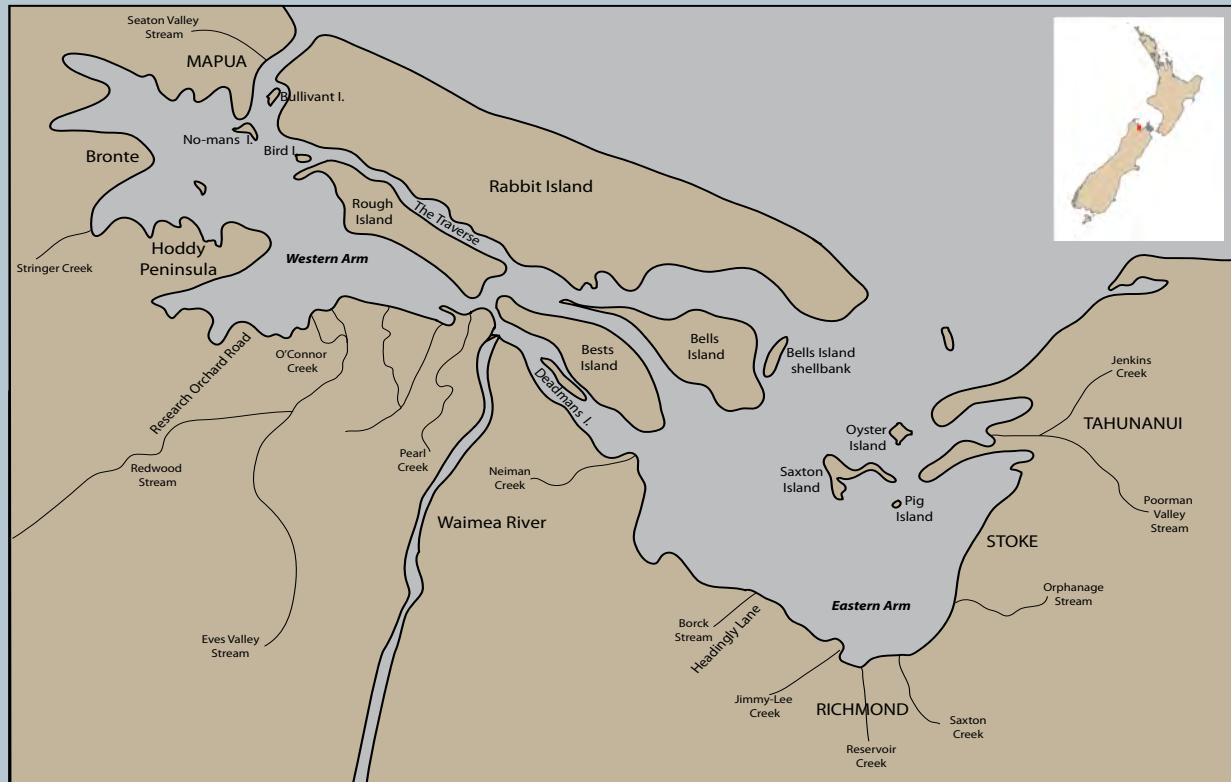 Seaton Valley
Stream
MAPUA
Bullivant I.
No-mans I.
Bird I.
Bronte
Rabbit Island
Rough
Island
The Traverse
Hoddy
Peninsula
Stringer Creek
Western Arm
Research Orchard Road
O'Connor
Creek
Bests
Island
Bells
Island
Bells Island
shellbank
Deadmans I.
Jenkins
Creek
TAHUNANUI
Oyster
Island
Redwood
Stream
Pearl
Creek
Neiman
Creek
Saxton
Island
Pig
Island
Poorman
Valley
Stream
Waimea River
STOKE
Orphanage
Stream
Eastern Arm
Borck
Stream
Headingly Lane
Eves Valley
Stream
Jimmy-Lee
Creek
RICHMOND
Saxton
Creek
Reservoir
Creek